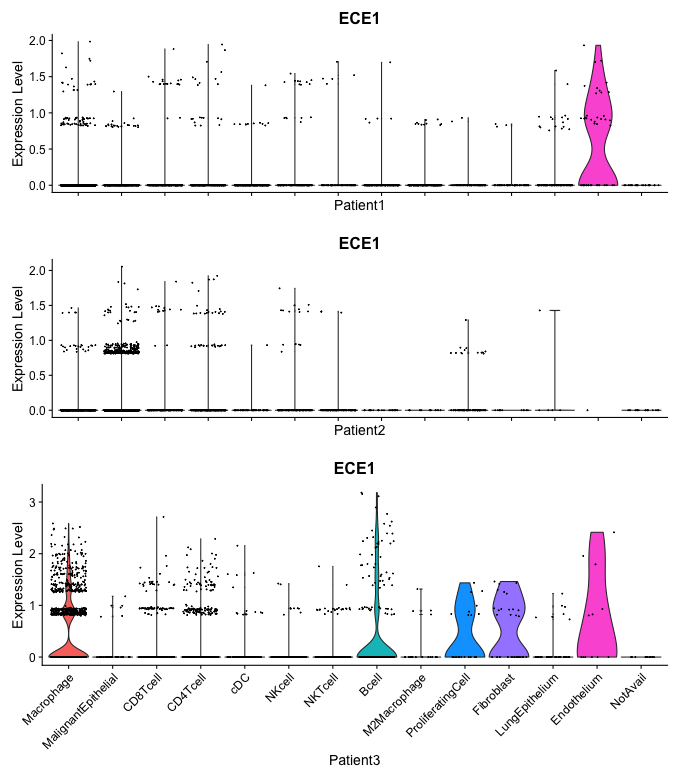 ECE1
Expression Level
2.0
1.5
1.0
0.5
0.0
Patient1
ECE1
Expression Level
2.0
1.5
1.0
0.5
0.0
Patient2
ECE1
Expression Level
3
2
1
0
Macrophage
MalignantEpithelial
CD8Tcell
CD4Tcell
cDC
NKcell
NKTcell
Bcell
M2Macrophage
ProliferatingCell
Fibroblast
LungEpithelium
Endothelium
NotAvail
Patient3